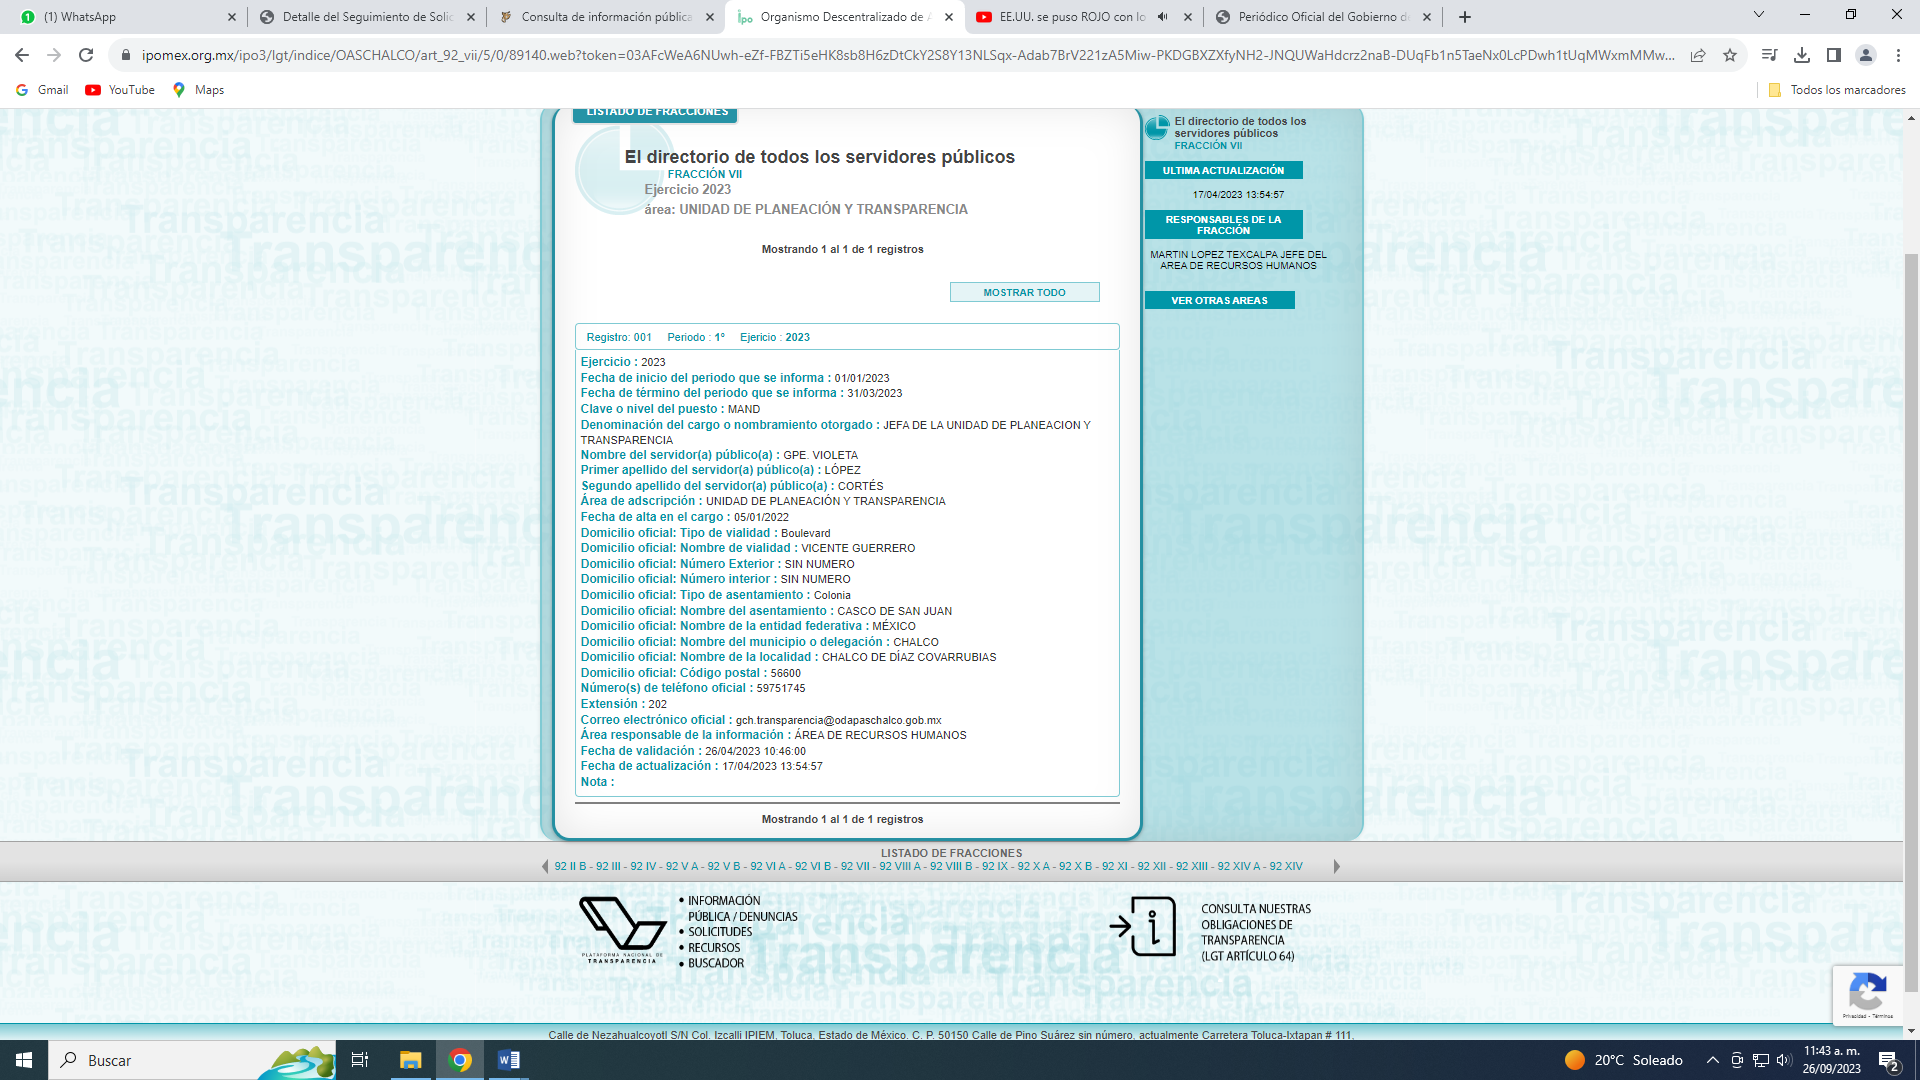 (1) WhatsApp
Detalle del Seguimiento de Solic
Consulta de información pública
Organismo Descentralizado de A
EE.UU. se puso ROJO con lo
Periódico Oficial del Gobierno d
ipomex.org.mx/ipo3/lgt/indice/OASCHALCO/art_92_vii/5/0/89140.web?token=03AFcWeA6NUwh-eZf-FBZTi5eHK8sb8H6zDtCkY2S8Y13NLSqx-Adab7BrV221zA5Miw-PKDGBXZXfyNH2-JNQUWaHdcrz2naB-DUqFb1n5TaeNx0LcPDwh1tUqMWxmMMw...
Gmail
YouTube
Maps
Todos los marcadores
LISTADO DE FRACCIONES
El directorio de todos los servidores públicos
FRACCIÓN VII
Ejercicio 2023
área: UNIDAD DE PLANEACIÓN Y TRANSPARENCIA
Mostrando 1 al 1 de 1 registros
MOSTRAR TODO
Registro: 001 Periodo : 1º Ejericio : 2023
Ejercicio : 2023
Fecha de inicio del periodo que se informa : 01/01/2023
Fecha de término del periodo que se informa : 31/03/2023
Clave o nivel del puesto : MAND
Denominación del cargo o nombramiento otorgado : JEFA DE LA UNIDAD DE PLANEACION Y
TRANSPARENCIA
Nombre del servidor(a) público(a) : GPE. VIOLETA
Primer apellido del servidor(a) público(a) : LÓPEZ
Segundo apellido del servidor(a) público(a) : CORTÉS
Área de adscripción : UNIDAD DE PLANEACIÓN Y TRANSPARENCIA
Fecha de alta en el cargo : 05/01/2022
Domicilio oficial: Tipo de vialidad : Boulevard
Domicilio oficial: Nombre de vialidad : VICENTE GUERRERO
Domicilio oficial: Número Exterior : SIN NUMERO
Domicilio oficial: Número interior : SIN NUMERO
Domicilio oficial: Tipo de asentamiento : Colonia
Domicilio oficial: Nombre del asentamiento : CASCO DE SAN JUAN
Domicilio oficial: Nombre de la entidad federativa : MÉXICO
Domicilio oficial: Nombre del municipio o delegación : CHALCO
Domicilio oficial: Nombre de la localidad : CHALCO DE DÍAZ COVARRUBIAS
Domicilio oficial: Código postal : 56600
Número(s) de teléfono oficial : 59751745
Extensión : 202
Correo electrónico oficial : gch.transparencia@odapaschalco.gob.mx
Área responsable de la información : ÁREA DE RECURSOS HUMANOS
Fecha de validación : 26/04/2023 10:46:00
Fecha de actualización : 17/04/2023 13:54:57
Nota :
Mostrando 1 al 1 de 1 registros
El directorio de todos los
servidores públicos
FRACCIÓN VII
ULTIMA ACTUALIZACIÓN
17/04/2023 13:54:57
RESPONSABLES DE LA
FRACCIÓN
MARTIN LOPEZ TEXCALPA JEFE DEL
AREA DE RECURSOS HUMANOS
VER OTRAS AREAS
LISTADO DE FRACCIONES
92 II B - 92 III - 92 IV - 92 V A - 92 V B - 92 VI A - 92 VI B - 92 VII - 92 VIII A - 92 VIII B - 92 IX - 92 X A - 92 X B - 92 XI - 92 XII - 92 XIII - 92 XIV A - 92 XIV
PLATAFORMA NACIONAL DE
TRANSPARENCIA
• INFORMACIÓN
PÚBLICA / DENUNCIAS
• SOLICITUDES
• RECURSOS
• BUSCADOR
CONSULTA NUESTRAS
OBLIGACIONES DE
TRANSPARENCIA
(LGT ARTÍCULO 64)
Privacidad - Términos
Calle de Nezahualcoyotl S/N Col. Izcalli IPIEM, Toluca, Estado de México, C. P. 50150 Calle de Pino Suárez sin número, actualmente Carretera Toluca-Ixtapan # 111,
Buscar
20°C Soleado
11:43 a. m.
26/09/2023
2